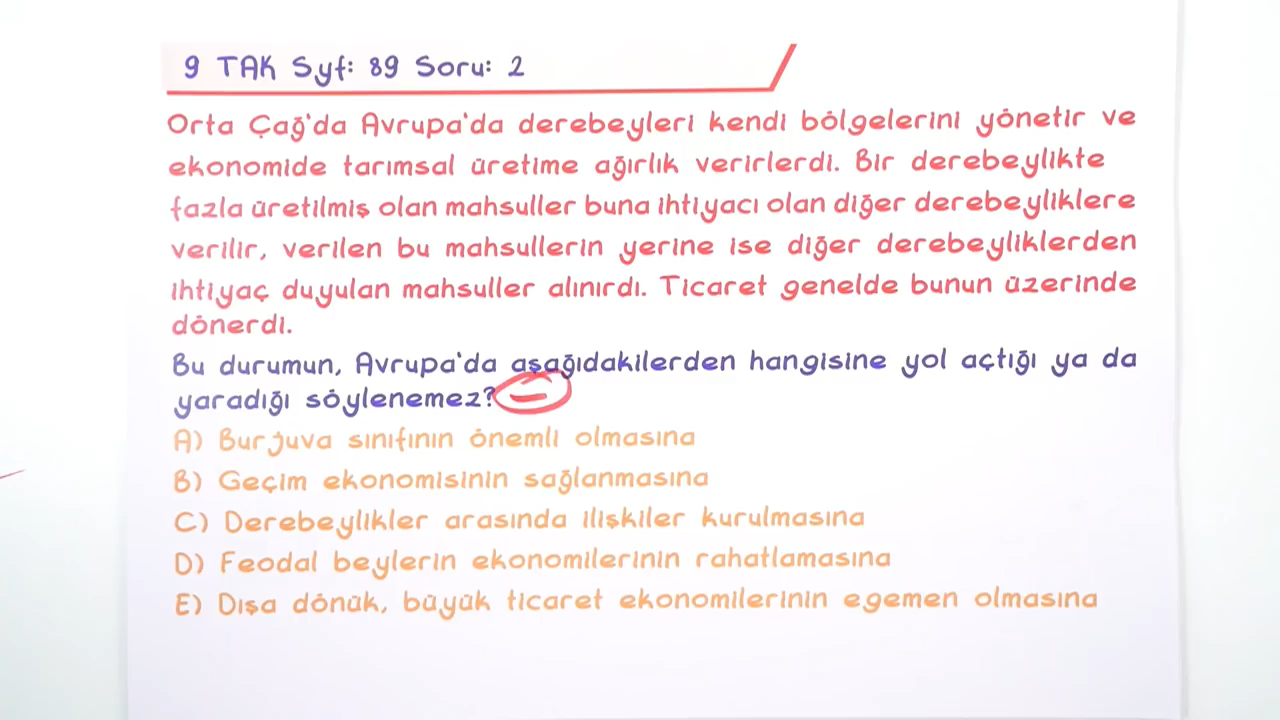 9 TAK Syf: 89 Soru: 2
Orta Çağ'da Avrupa'da derebeyleri kendi bölgelerini yönetir ve
ekonomide tarımsal üretime ağırlık verirlerdi. Bir derebeylikte
fazla üretilmiş olan mahsuller buna ihtiyacı olan diğer derebeyliklere
verilir, verilen bu mahsullerin yerine ise diğer derebeyliklerden
ihtiyaç duyulan mahsuller alınırdı. Ticaret genelde bunun üzerinde
dönerdi.
Bu durumun, Avrupa'da aşağıdakilerden hangisine yol açtığı ya da
yaradığı söylenemez?
A) Burjuva sınıfının önemli olmasına
B) Geçim ekonomisinin sağlanmasına
C) Derebeylikler arasında ilişkiler kurulmasına
D) Feodal beylerin ekonomilerinin rahatlamasına
E) Dışa dönük, büyük ticaret ekonomilerinin egemen olmasına